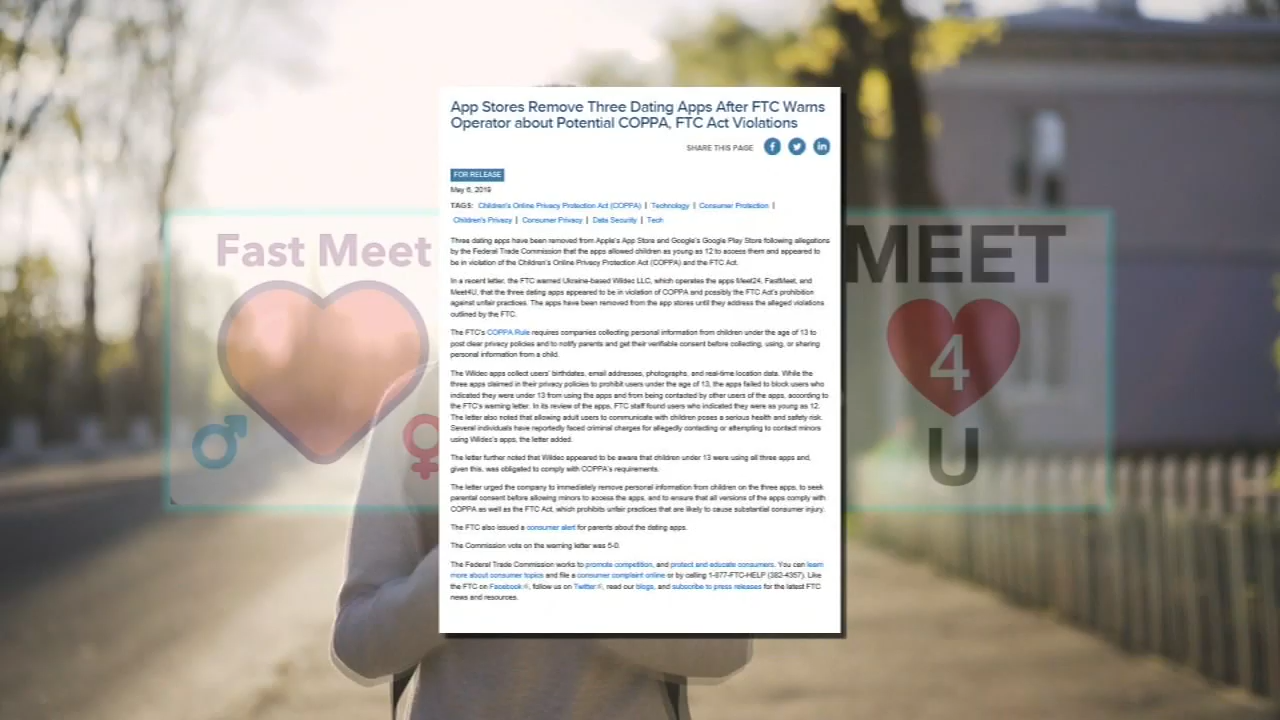 App Stores Remove Three Dating Apps After FTC Warns
Operator about Potential COPPA, FTC Act Violations
SHARE THIS PAGE
FOR RELEASE
May 6, 2019
TAGS: Children's Online Privacy Protection Act (COPPA) | Technology | Consumer Protection |
Children's Privacy | Consumer Privacy | Data Security | Tech
Three dating apps have been removed from Apple's App Store and Google's Google Play Store following allegations
by the Federal Trade Commission that the apps allowed children as young as 12 to access them and appeared to
be in violation of the Children's Online Privacy Protection Act (COPPA) and the FTC Act.
In a recent letter, the FTC warned Ukraine-based Wildec LLC, which operates the apps Meet24, FastMeet, and
Meet4U, that the three dating apps appeared to be in violation of COPPA and possibly the FTC Act's prohibition
against unfair practices. The apps have been removed from the app stores until they address the alleged violations
outlined by the FTC.
The FTC's COPPA Rule requires companies collecting personal information from children under the age of 13 to
post clear privacy policies and to notify parents and get their verifiable consent before collecting, using, or sharing
personal information from a child.
The Wildec apps collect users' birthdates, email addresses, photographs, and real-time location data. While the
three apps claimed in their privacy policies to prohibit users under the age of 13, the apps failed to block users who
indicated they were under 13 from using the apps and from being contacted by other users of the apps, according to
the FTC's warning letter. In its review of the apps, FTC staff found users who indicated they were as young as 12.
The letter also noted that allowing adult users to communicate with children poses a serious health and safety risk.
Several individuals have reportedly faced criminal charges for allegedly contacting or attempting to contact minors
using Wildec's apps, the letter added.
The letter further noted that Wildec appeared to be aware that children under 13 were using all three apps and,
given this, was obligated to comply with COPPA's requirements.
The letter urged the company to immediately remove personal information from children on the three apps, to seek
parental consent before allowing minors to access the apps, and to ensure that all versions of the apps comply with
COPPA as well as the FTC Act, which prohibits unfair practices that are likely to cause substantial consumer injury.
The FTC also issued a consumer alert for parents about the dating apps.
The Commission vote on the warning letter was 5-0.
The Federal Trade Commission works to promote competition, and protect and educate consumers. You can learn
more about consumer topics and file a consumer complaint online or by calling 1-877-FTC-HELP (382-4357). Like
the FTC on Facebook, follow us on Twitter, read our blogs, and subscribe to press releases for the latest FTC
news and resources.
Fast Meet
MEET
4
U